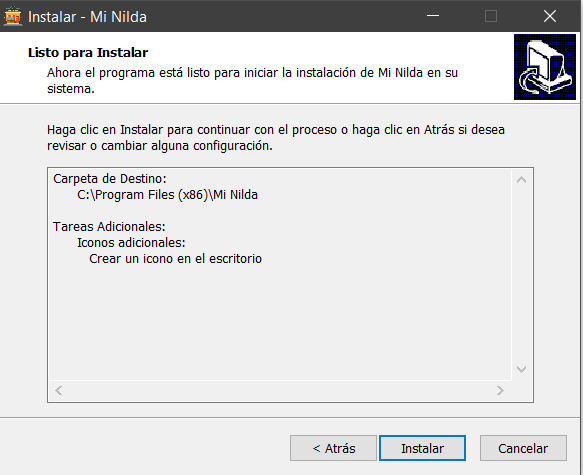 Instalar - Mi Nilda
Listo para Instalar
Ahora el programa está listo para iniciar la instalación de Mi Nilda en su
sistema.
Haga clic en Instalar para continuar con el proceso o haga clic en Atrás si desea
revisar o cambiar alguna configuración.
Carpeta de Destino:
C:\Program Files (x86)\Mi Nilda
Tareas Adicionales:
Iconos adicionales:
Crear un icono en el escritorio
< Atrás
Instalar
Cancelar